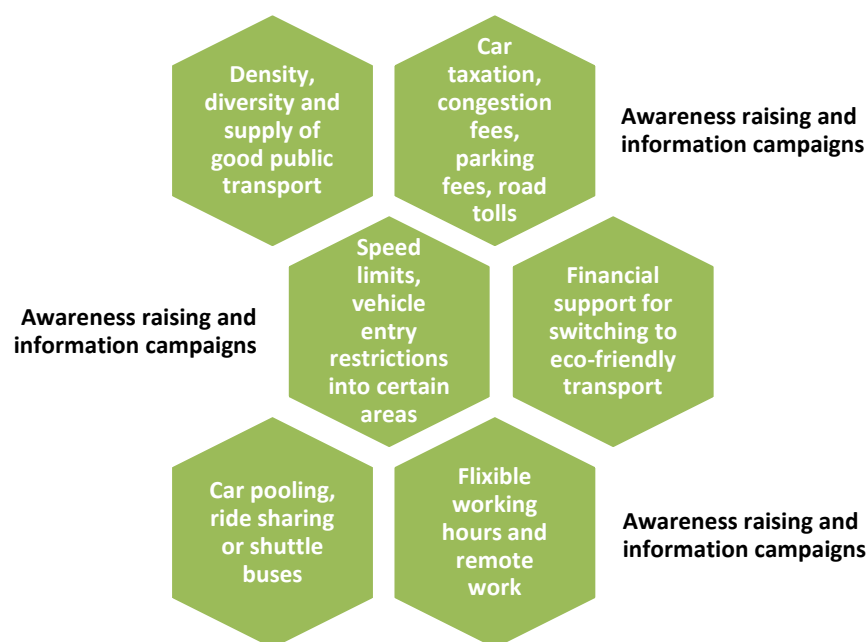 Density,
diversity and
supply of
good public
transport
Car
taxation,
congestion
fees,
parking
fees, road
tolls
Awareness raising and
information campaigns
Awareness raising and
information campaigns
Speed
limits,
vehicle
entry
restrictions
into certain
areas
Financial
support for
switching to
eco-friendly
transport
Car pooling,
ride sharing
or shuttle
buses
Flixible
working
hours and
remote
work
Awareness raising and
information campaigns